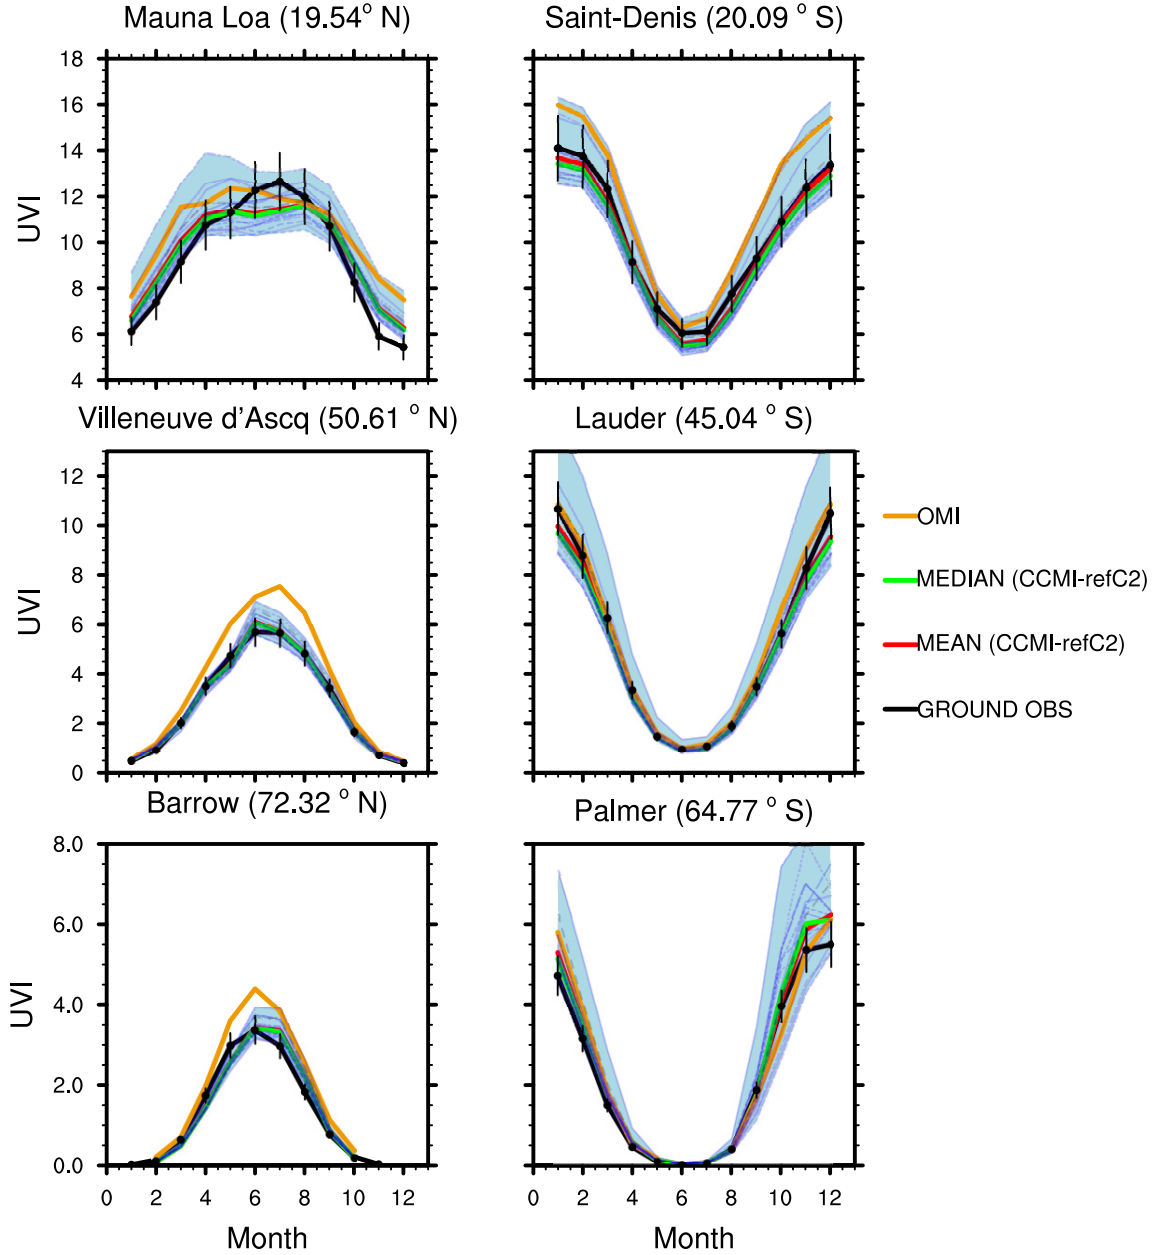 Mauna Loa (19.54° N)
Saint-Denis (20.09 ° S)
18
16
14
12
10
8
6
4
UVI
Villeneuve d'Ascq (50.61 ° N)
Lauder (45.04 ° S)
12
10
8
6
4
2
0
UVI
OMI
MEDIAN (CCMI-refC2)
MEAN (CCMI-refC2)
GROUND OBS
Barrow (72.32 ° N)
Palmer (64.77 ° S)
8.0
6.0
4.0
2.0
0.0
UVI
0 2 4 6 8 10 12
0 2 4 6 8 10 12
Month
Month